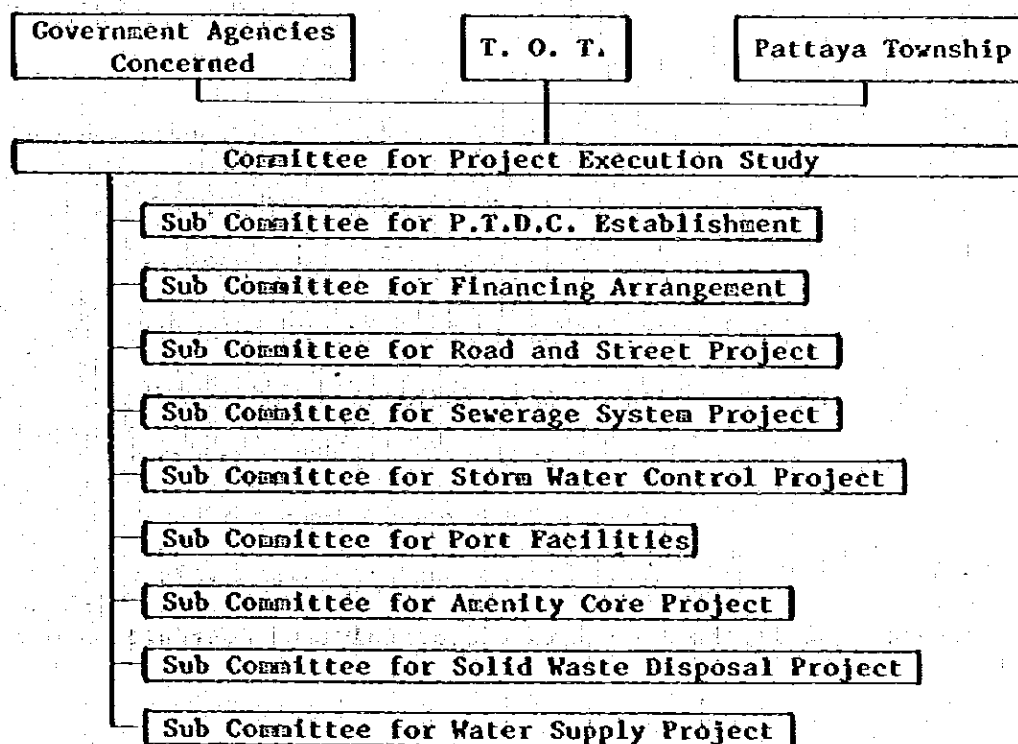 Government Agencies
Concerned
T. O. T.
Pattaya Township
Committee for Project Execution Study
Sub Committee for P.T.D.C. Establishment
Sub Committee for Financing Arrangement
Sub Committee for Road and Street Project
Sub Committee for Sewerage System Project
Sub Committee for Storm Water Control Project
Sub Committee for Port Facilities
Sub Committee for Amenity Core Project
Sub Committee for Solid Waste Disposal Project
Sub Committee for Water Supply Project